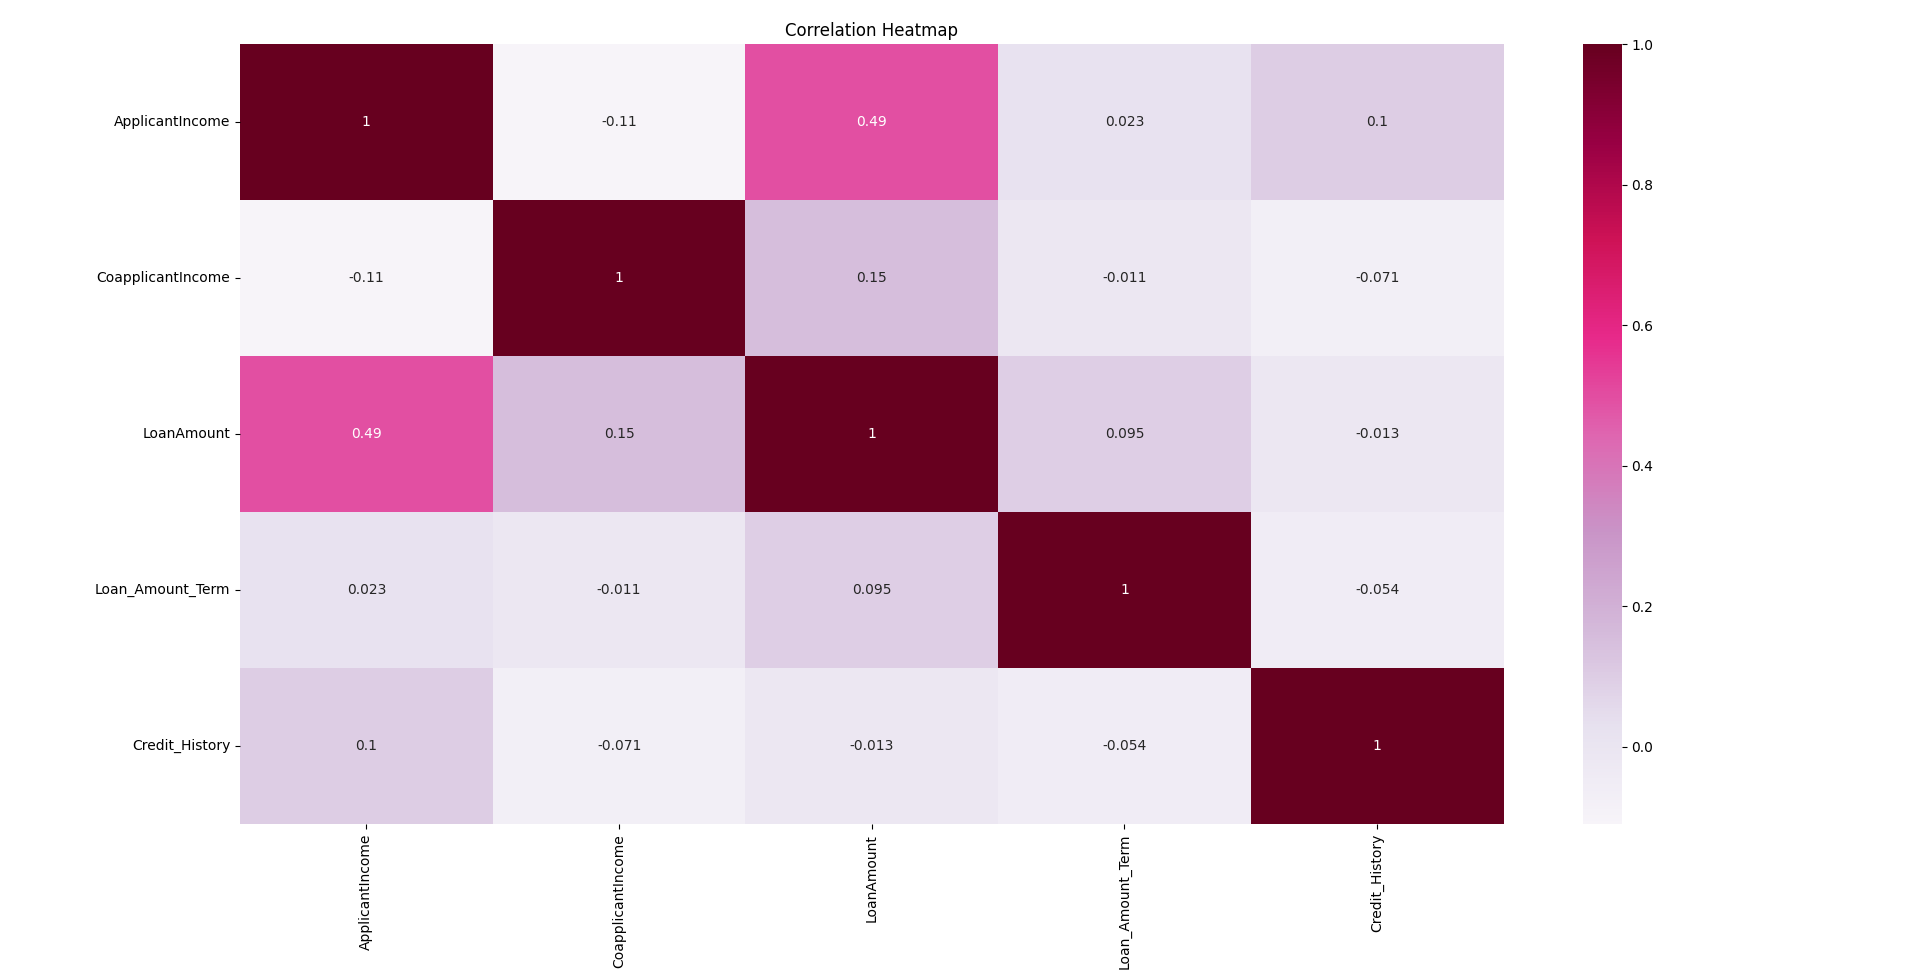 Correlation Heatmap
ApplicantIncome 1 -0.11 0.49 0.023 0.1
CoapplicantIncome -0.11 1 0.15 -0.011 -0.071
LoanAmount 0.49 0.15 1 0.095 -0.013
Loan_Amount_Term 0.023 -0.011 0.095 1 -0.054
Credit_History 0.1 -0.071 -0.013 -0.054 1
ApplicantIncome
CoapplicantIncome
LoanAmount
Loan_Amount_Term
Credit_History
1.0
0.8
0.6
0.4
0.2
0.0